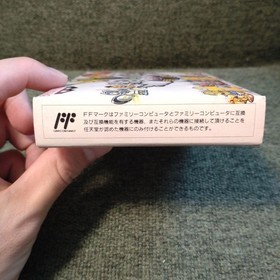 FFマークはファミリーコンピュータとファミリーコンピュータに互換
及び互換機能を有する機器、またそれらの機器に接続して頂けることを
任天堂が認めた機器にのみ付けることができるものです。